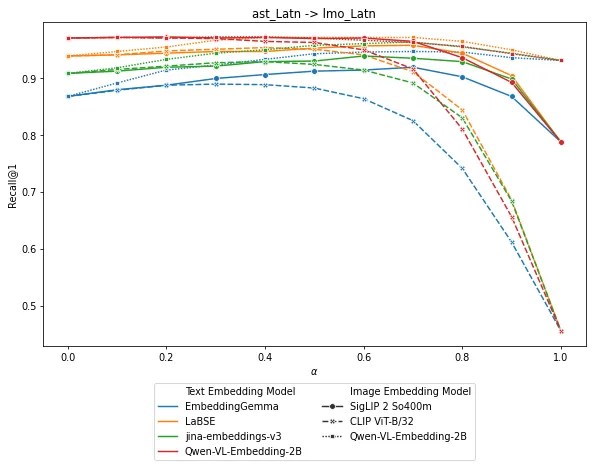 ast_Latn -> lmo_Latn
Recall@1
0.9
0.8
0.7
0.6
0.5
0.0
0.2
0.4
0.6
0.8
1.0
α
Text Embedding Model
EmbeddingGemma
LaBSE
jina-embeddings-v3
Qwen-VL-Embedding-2B
Image Embedding Model
SigLIP 2 So400m
CLIP ViT-B/32
Qwen-VL-Embedding-2B